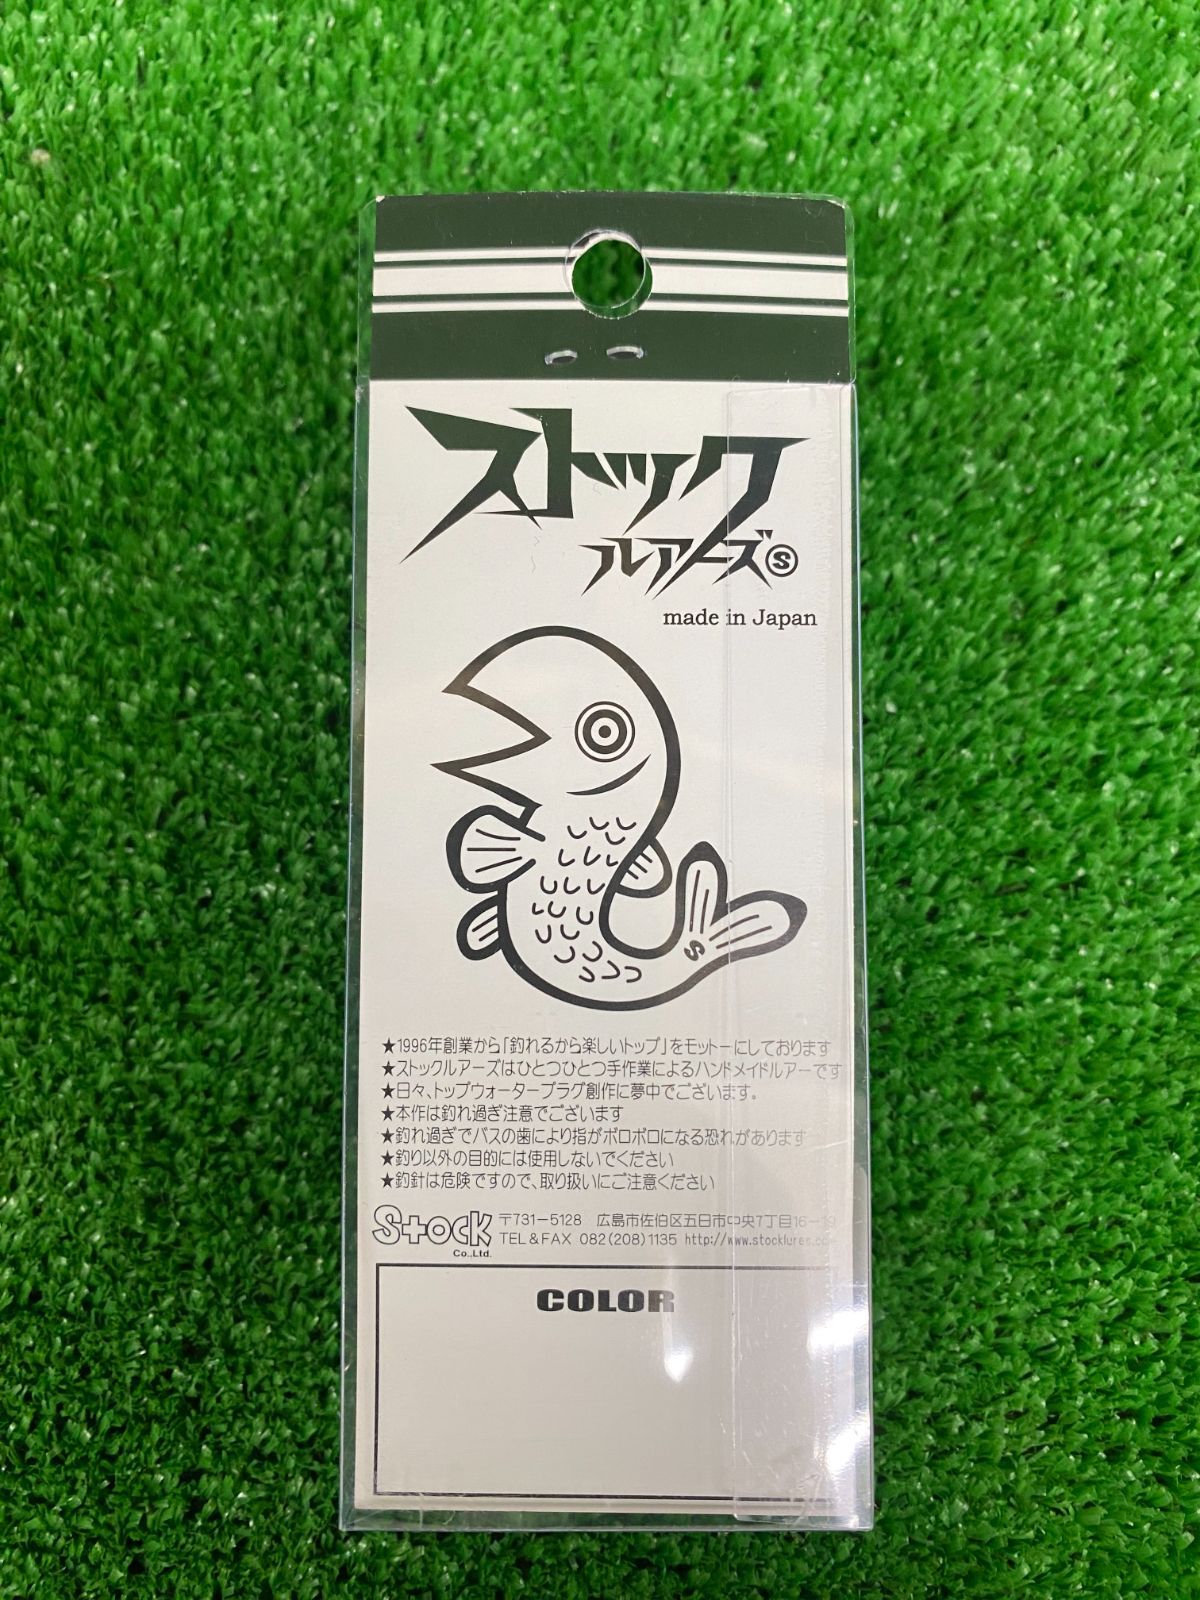 ストック
ルアーズⓈ
made in Japan
S
★1996年創業から「釣れるから楽しいトップ」をモットーにしております
★ストックルアーズはひとつひとつ手作業によるハンドメイドルアーです
★日々、トップウォータープラグ創作に夢中でございます。
★本作は釣れ過ぎ注意でございます
★釣れ過ぎでバスの歯により指がボロボロになる恐れがあります
★釣り以外の目的には使用しないでください
★釣針は危険ですので、取り扱いにご注意ください
Stock
Co.,Ltd.
〒731-5128 広島市佐伯区五日市中央7丁目16-
TEL&FAX 082(208)1135 http://www.stocklures.com
COLOR